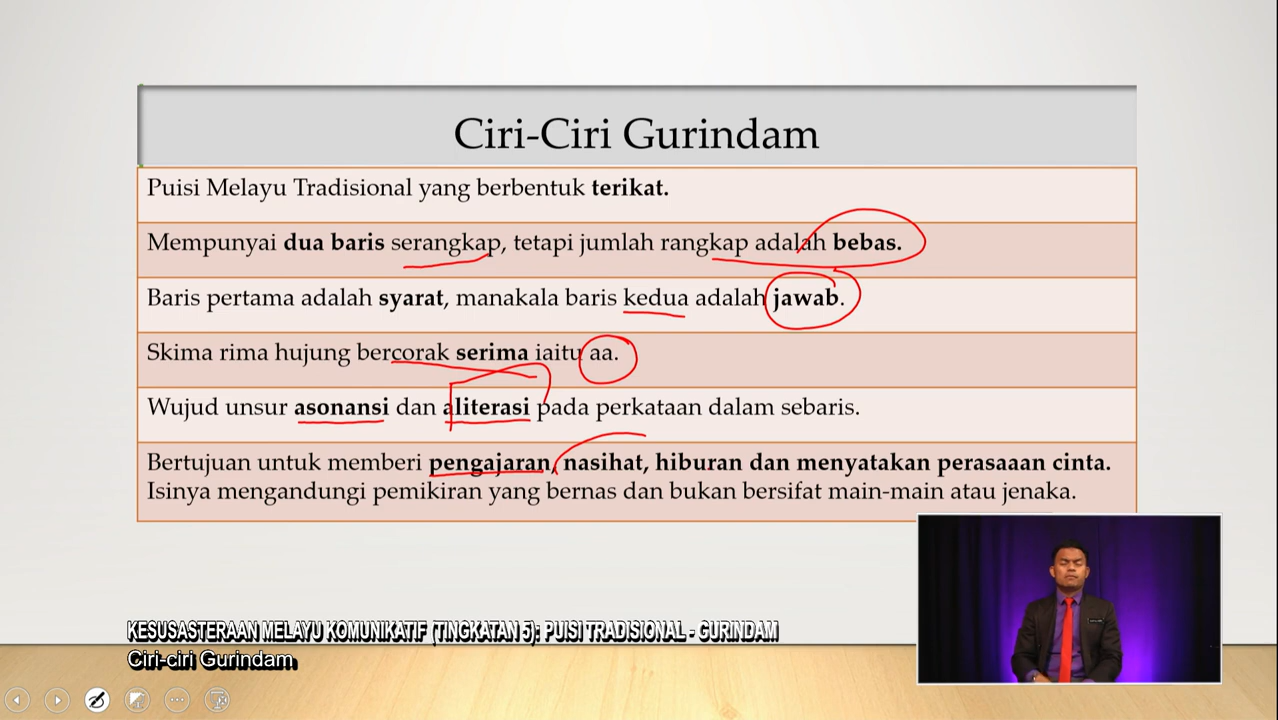 Ciri-Ciri Gurindam
Puisi Melayu Tradisional yang berbentuk terikat.
Mempunyai dua baris serangkap, tetapi jumlah rangkap adalah bebas.
Baris pertama adalah syarat, manakala baris kedua adalah jawab.
Skima rima hujung bercorak serima iaitu aa.
Wujud unsur asonansi dan aliterasi pada perkataan dalam sebaris.
Bertujuan untuk memberi pengajaran, nasihat, hiburan dan menyatakan perasaaan cinta.
Isinya mengandungi pemikiran yang bernas dan bukan bersifat main-main atau jenaka.
KESUSASTERAAN MELAYU KOMUNIKATIF (TINGKATAN 5): PUISI TRADISIONAL - GURINDAM
Ciri-ciri Gurindam